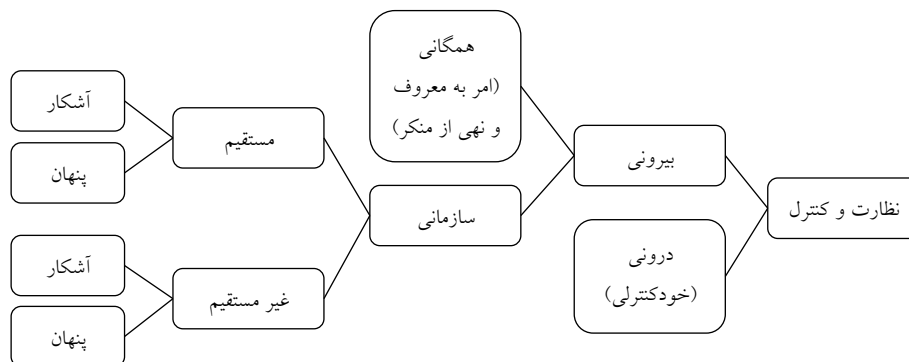 نظارت و کنترل
بیرونی
درونی
(خودکنترلی)
همگانی
(امر به معروف
و نهی از منکر)
سازمانی
مستقیم
غیر مستقیم
آشکار
پنهان
آشکار
پنهان